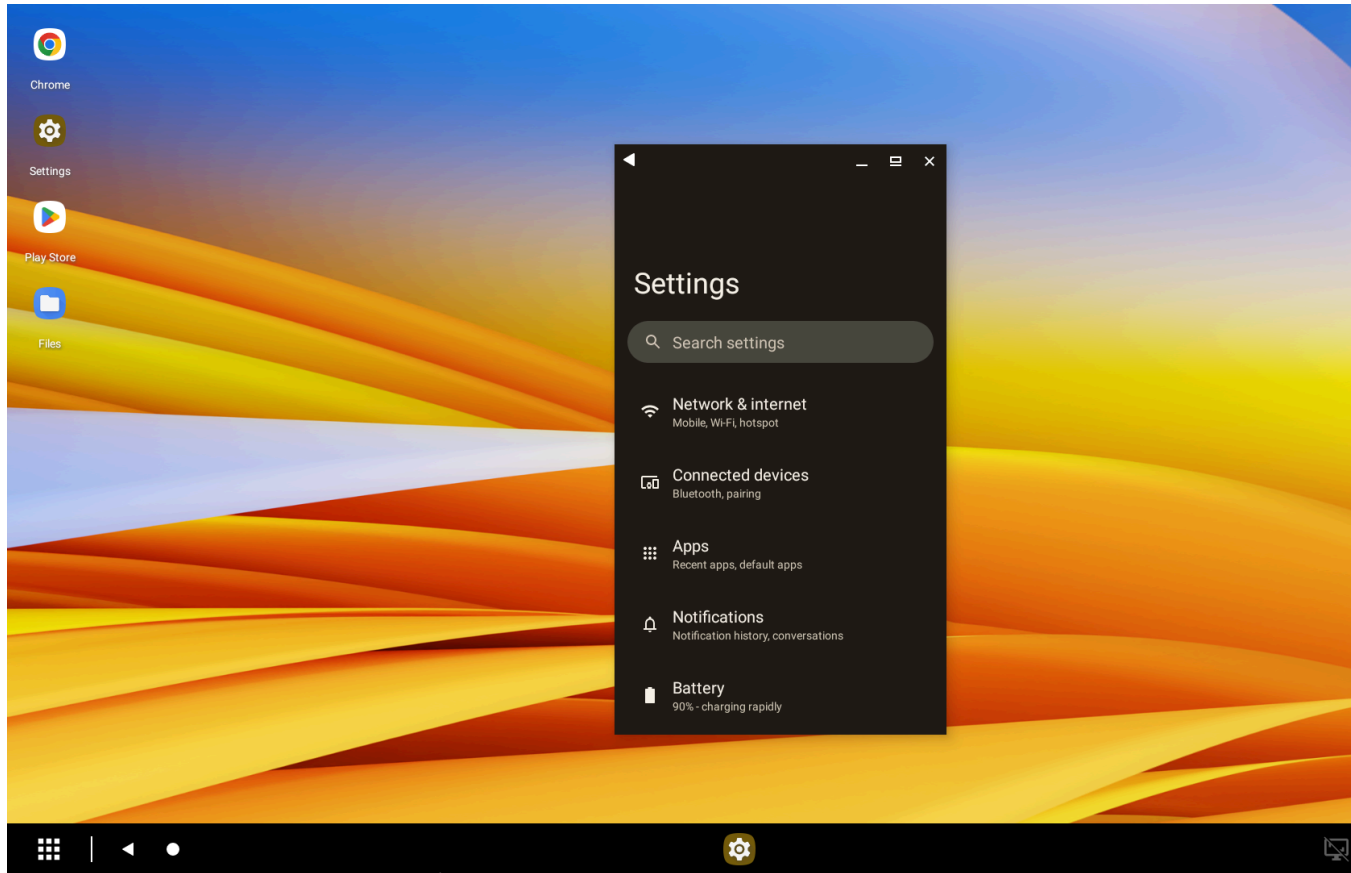 Chrome
Settings
Play Store
Files
Settings
Search settings
Network & internet
Mobile, Wi-Fi, hotspot
Connected devices
Bluetooth, pairing
Apps
Recent apps, default apps
Notifications
Notification history, conversations
Battery
90% - charging rapidly